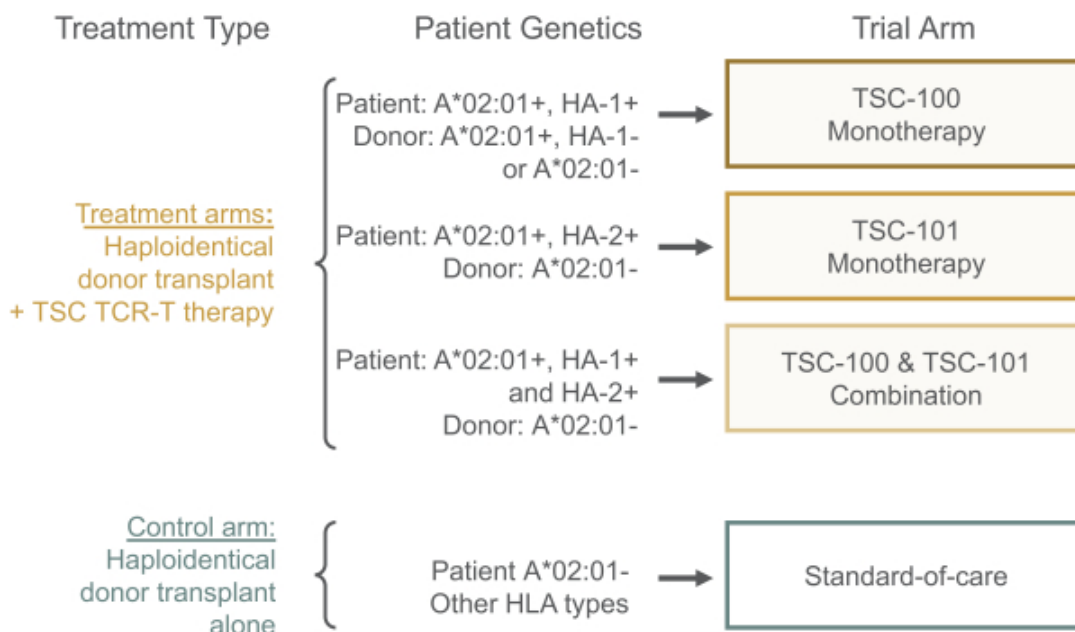 Treatment Type
Patient Genetics
Trial Arm
Treatment arms:
Haploidentical
donor transplant
+ TSC TCR-T therapy
Patient: A*02:01+, HA-1+
Donor: A*02:01+, HA-1-
or A*02:01-
TSC-100
Monotherapy
Patient: A*02:01+, HA-2+
Donor: A*02:01-
TSC-101
Monotherapy
Patient: A*02:01+, HA-1+
and HA-2+
Donor: A*02:01-
TSC-100 & TSC-101
Combination
Control arm:
Haploidentical
donor transplant
alone
Patient A*02:01-
Other HLA types
Standard-of-care